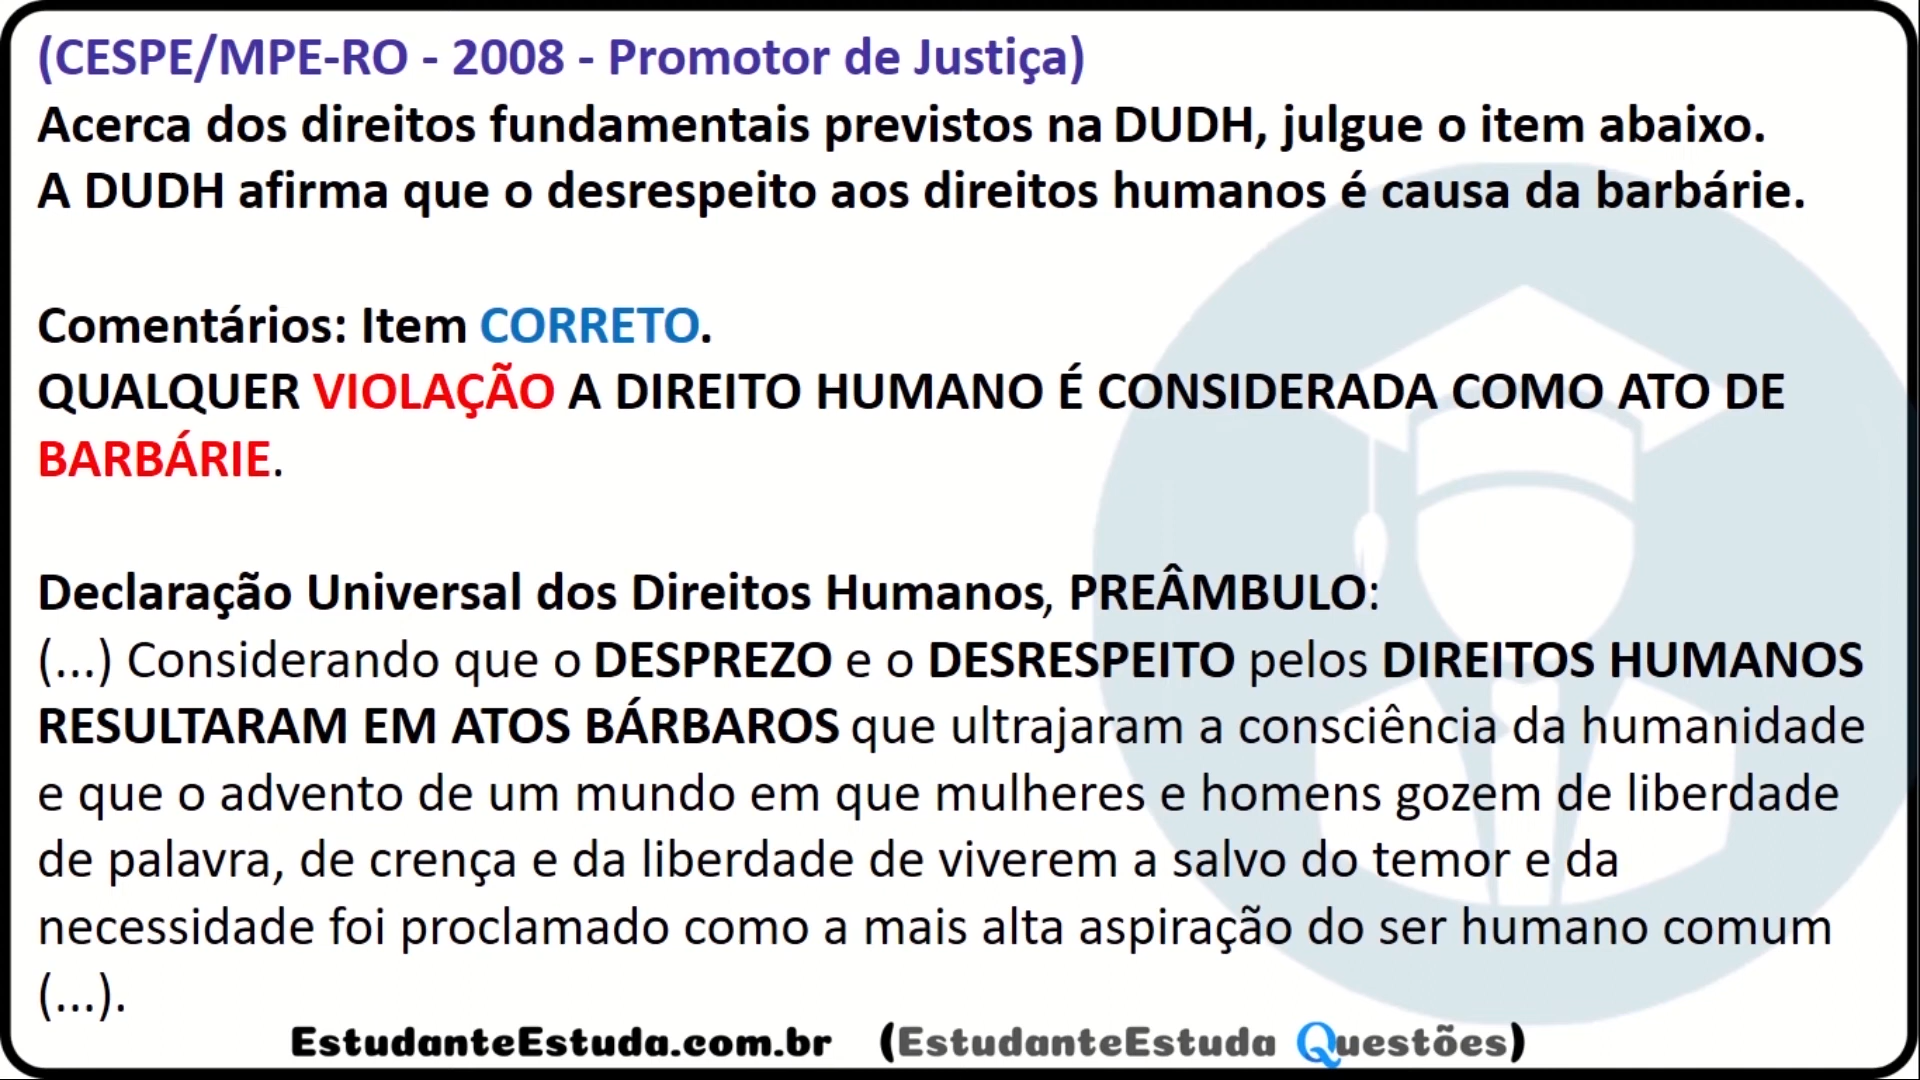 (CESPE/MPE-RO - 2008 - Promotor de Justiça)
Acerca dos direitos fundamentais previstos na DUDH, julgue o item abaixo.
A DUDH afirma que o desrespeito aos direitos humanos é causa da barbárie.
Comentários: Item CORRETO.
QUALQUER VIOLAÇÃO A DIREITO HUMANO É CONSIDERADA COMO ATO DE
BARBÁRIE.
Declaração Universal dos Direitos Humanos, PREÂMBULO:
(...) Considerando que o DESPREZO e o DESRESPEITO pelos DIREITOS HUMANOS
RESULTARAM EM ATOS BÁRBAROS que ultrajaram a consciência da humanidade
e que o advento de um mundo em que mulheres e homens gozem de liberdade
de palavra, de crença e da liberdade de viverem a salvo do temor e da
necessidade foi proclamado como a mais alta aspiração do ser humano comum
(...).
EstudanteEstuda.com.br (EstudanteEstuda Questões)